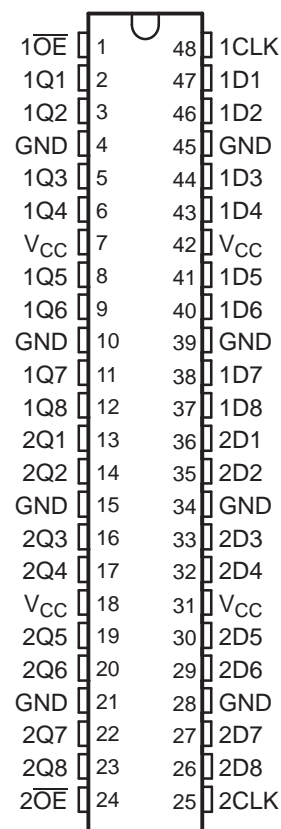 1O̅E̅ 1 48 1CLK
1Q1 2 47 1D1
1Q2 3 46 1D2
GND 4 45 GND
1Q3 5 44 1D3
1Q4 6 43 1D4
VCC 7 42 VCC
1Q5 8 41 1D5
1Q6 9 40 1D6
GND 10 39 GND
1Q7 11 38 1D7
1Q8 12 37 1D8
2Q1 13 36 2D1
2Q2 14 35 2D2
GND 15 34 GND
2Q3 16 33 2D3
2Q4 17 32 2D4
VCC 18 31 VCC
2Q5 19 30 2D5
2Q6 20 29 2D6
GND 21 28 GND
2Q7 22 27 2D7
2Q8 23 26 2D8
2O̅E̅ 24 25 2CLK